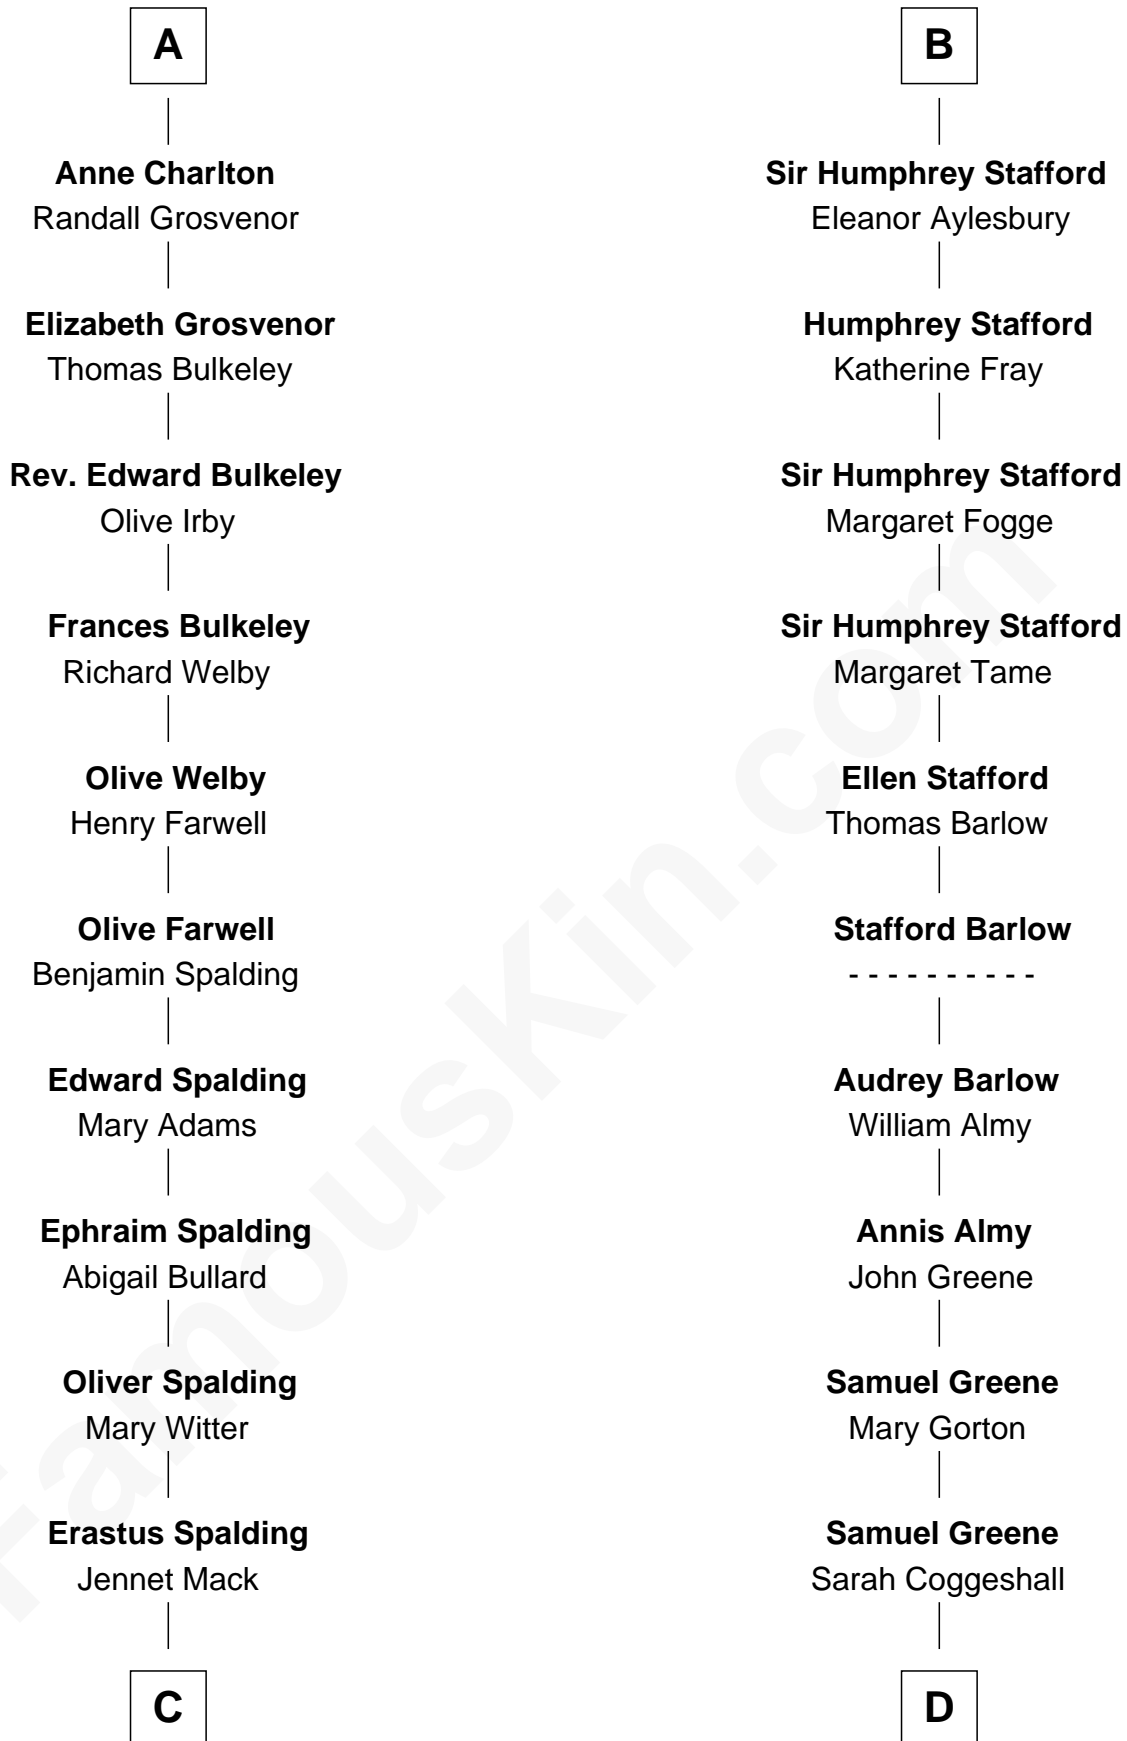 A
Anne Charlton
Randall Grosvenor
Elizabeth Grosvenor
Thomas Bulkeley
Rev. Edward Bulkeley
Olive Irby
Frances Bulkeley
Richard Welby
Olive Welby
Henry Farwell
Olive Farwell
Benjamin Spalding
Edward Spalding
Mary Adams
Ephraim Spalding
Abigail Bullard
Oliver Spalding
Mary Witter
Erastus Spalding
Jennet Mack
C
B
Sir Humphrey Stafford
Eleanor Aylesbury
Humphrey Stafford
Katherine Fray
Sir Humphrey Stafford
Margaret Fogge
Sir Humphrey Stafford
Margaret Tame
Ellen Stafford
Thomas Barlow
Stafford Barlow
- - - - - - - - - -
Audrey Barlow
William Almy
Annis Almy
John Greene
Samuel Greene
Mary Gorton
Samuel Greene
Sarah Coggeshall
D
FamousKin.com